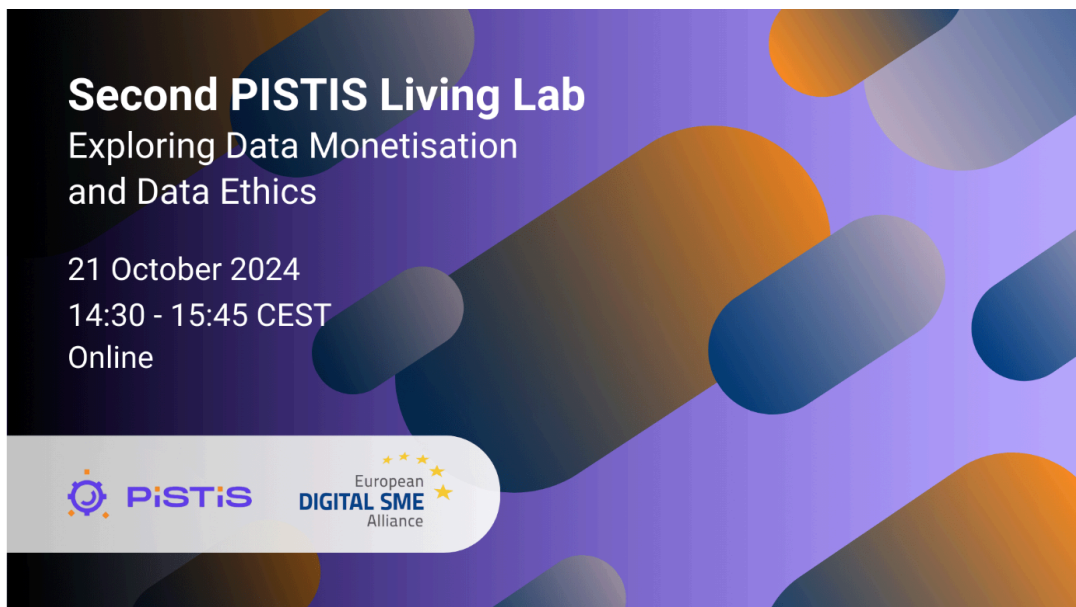 Second PISTIS Living Lab
Exploring Data Monetisation
and Data Ethics
21 October 2024
14:30 - 15:45 CEST
Online
PiSTiS
European
DIGITAL SME
Alliance